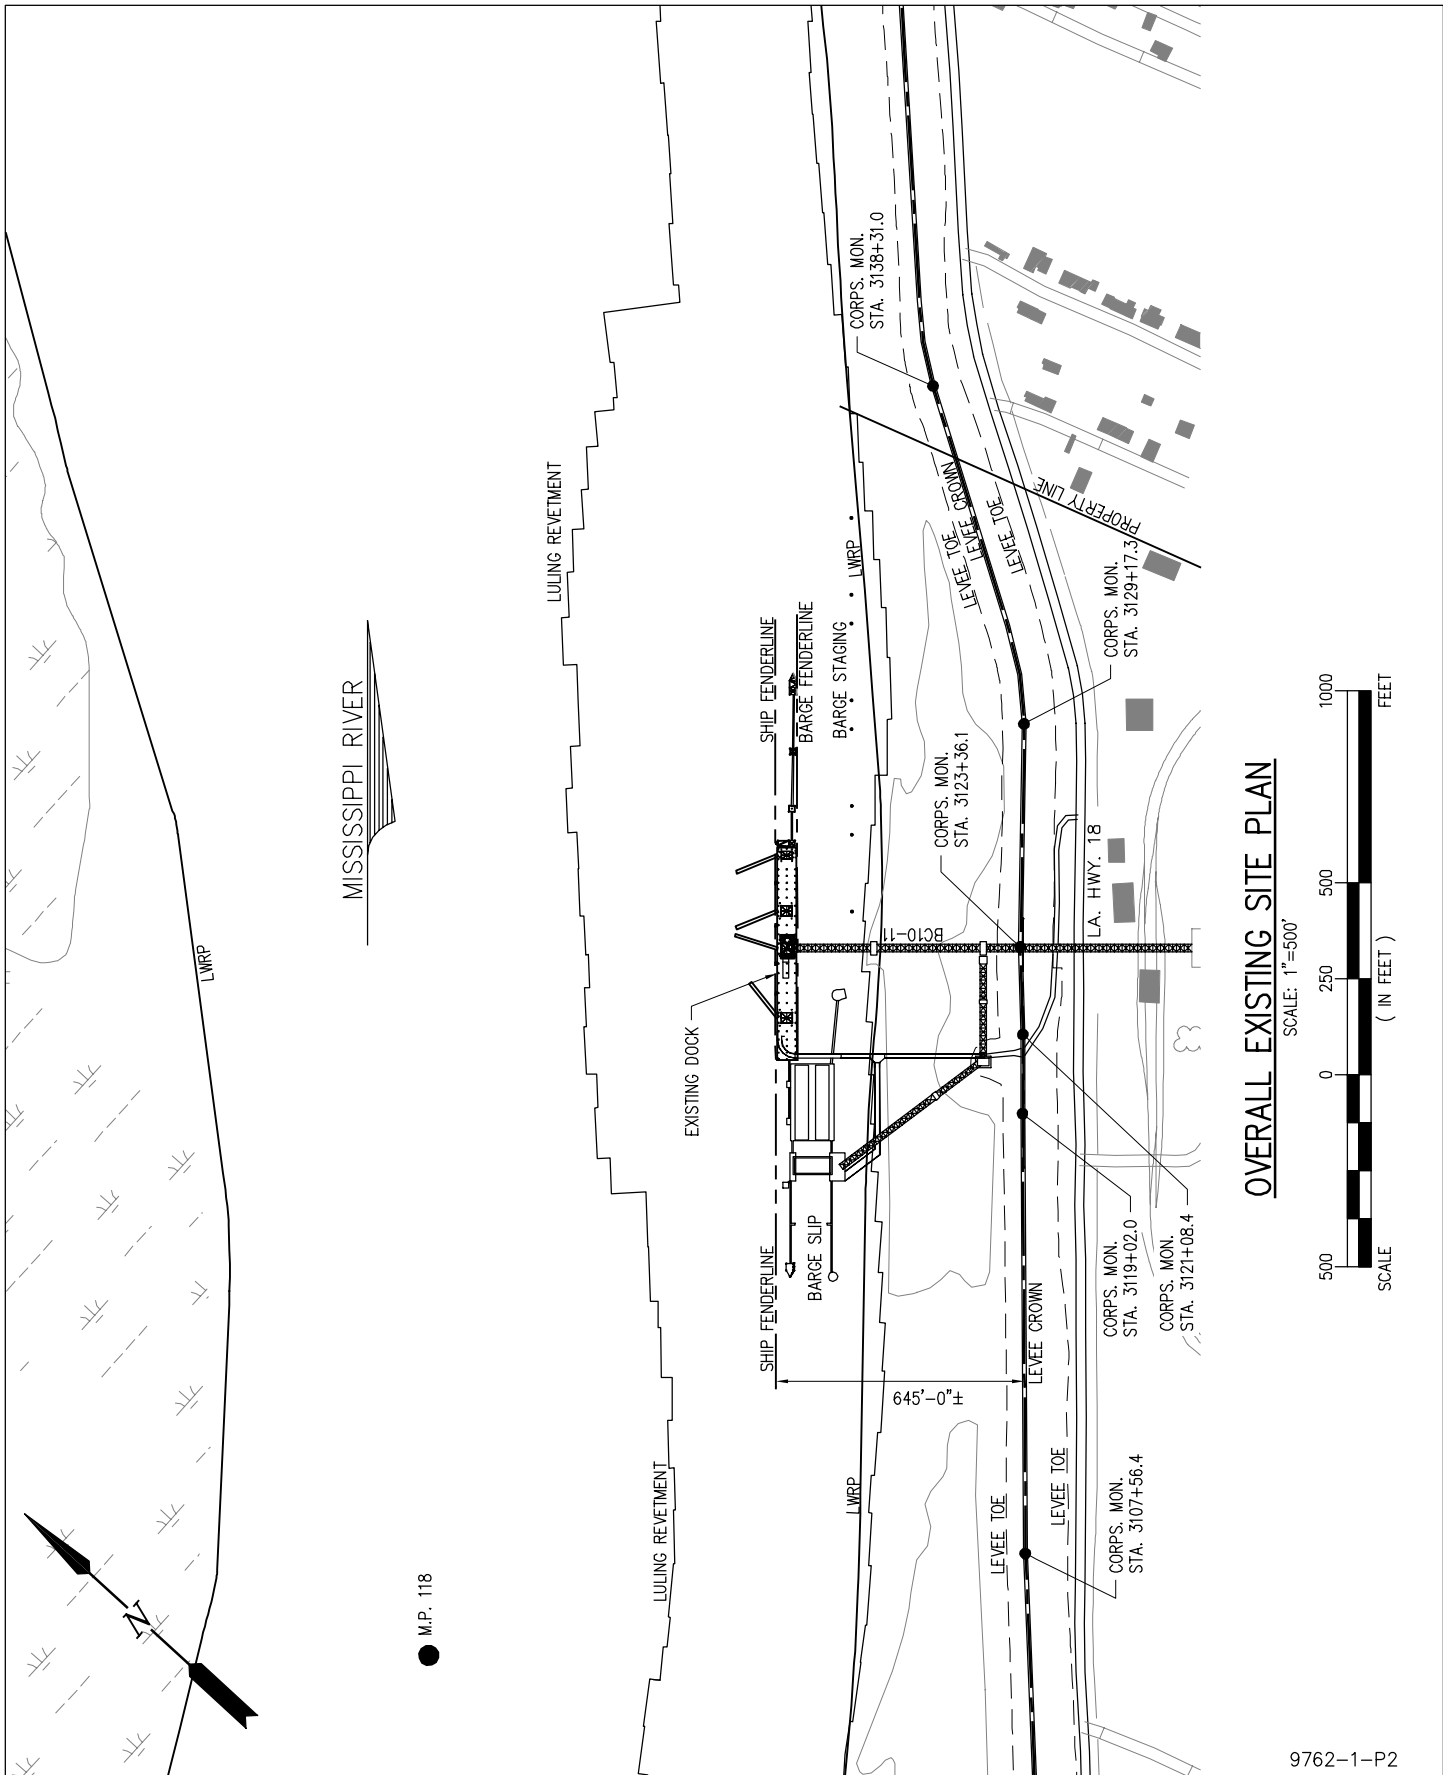 MISSISSIPPI RIVER
LWRP
LULING REVETMENT
LULING REVETMENT
M.P. 118
N
CORPS. MON.
STA. 3138+31.0
SHIP FENDERLINE
BARGE FENDERLINE
BARGE STAGING
LWRP
LEVEE TOE
LEVEE CROWN
LEVEE TOE
PROPERTY LINE
CORPS. MON.
STA. 3129+17.3
CORPS. MON.
STA. 3123+36.1
BC10-11
LA. HWY. 18
EXISTING DOCK
SHIP FENDERLINE
BARGE SLIP
645'-0"±
LWRP
LEVEE CROWN
LEVEE TOE
LEVEE TOE
CORPS. MON.
STA. 3119+02.0
CORPS. MON.
STA. 3121+08.4
CORPS. MON.
STA. 3107+56.4
OVERALL EXISTING SITE PLAN
SCALE: 1"=500'
500 0 250 500 1000
SCALE ( IN FEET ) FEET
9762-1-P2